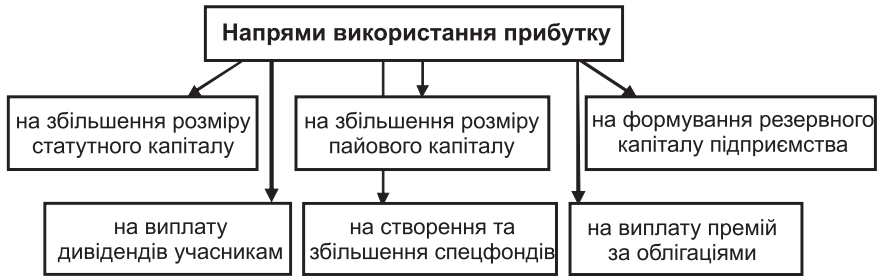 Напрями використання прибутку
на збільшення розміру
статутного капіталу
на збільшення розміру
пайового капіталу
на формування резервного
капіталу підприємства
на виплату
дивідендів учасникам
на створення та
збільшення спецфондів
на виплату премій
за облігаціями